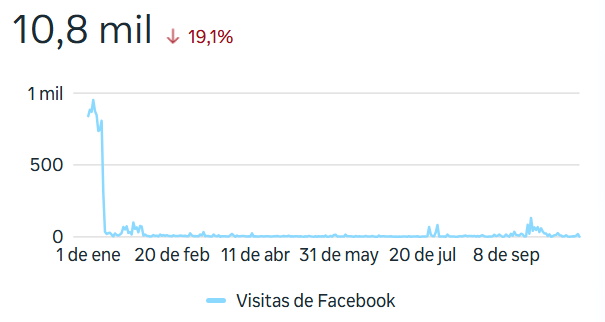 10,8 mil ↓ 19,1%
1 mil
500
0
1 de ene 20 de feb 11 de abr 31 de may 20 de jul 8 de sep
Visitas de Facebook